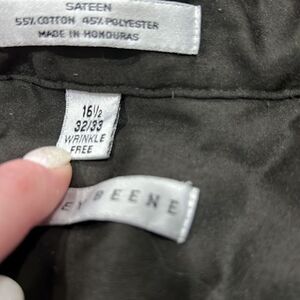 SATEEN
55% COTTON 45% POLYESTER
MADE IN HONDURAS
16½
32/33
WRINKLE
FREE
EY BEENE